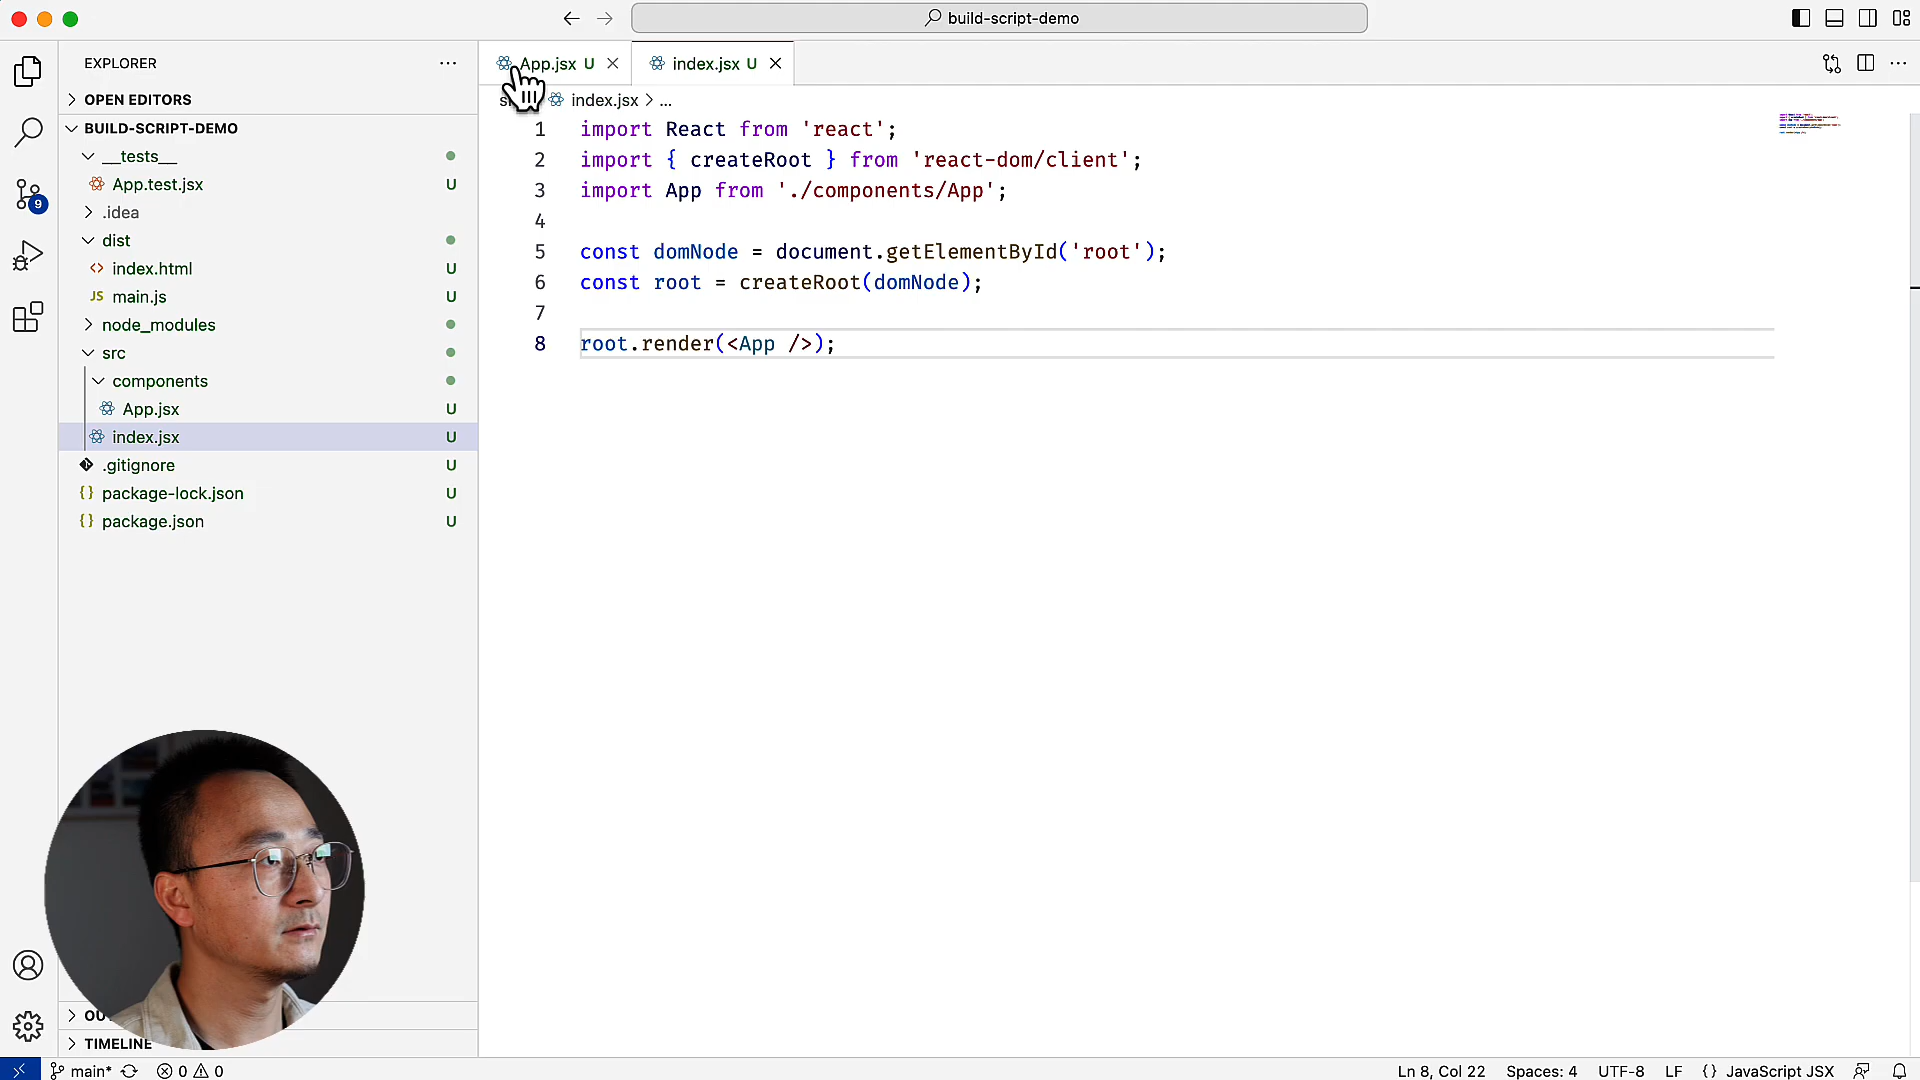 build-script-demo
EXPLORER
App.jsx U
index.jsx U
OPEN EDITORS
index.jsx > ...
BUILD-SCRIPT-DEMO
__tests__
App.test.jsx U
.idea
dist
index.html U
JS main.js U
node_modules
src
components
App.jsx U
index.jsx U
.gitignore U
{} package-lock.json U
{} package.json U
9
1 import React from 'react';
2 import { createRoot } from 'react-dom/client';
3 import App from './components/App';
4
5 const domNode = document.getElementById('root');
6 const root = createRoot(domNode);
7
8 root.render(<App />);
TIMELINE
main* 0 0
Ln 8, Col 22 Spaces: 4 UTF-8 LF {} JavaScript JSX